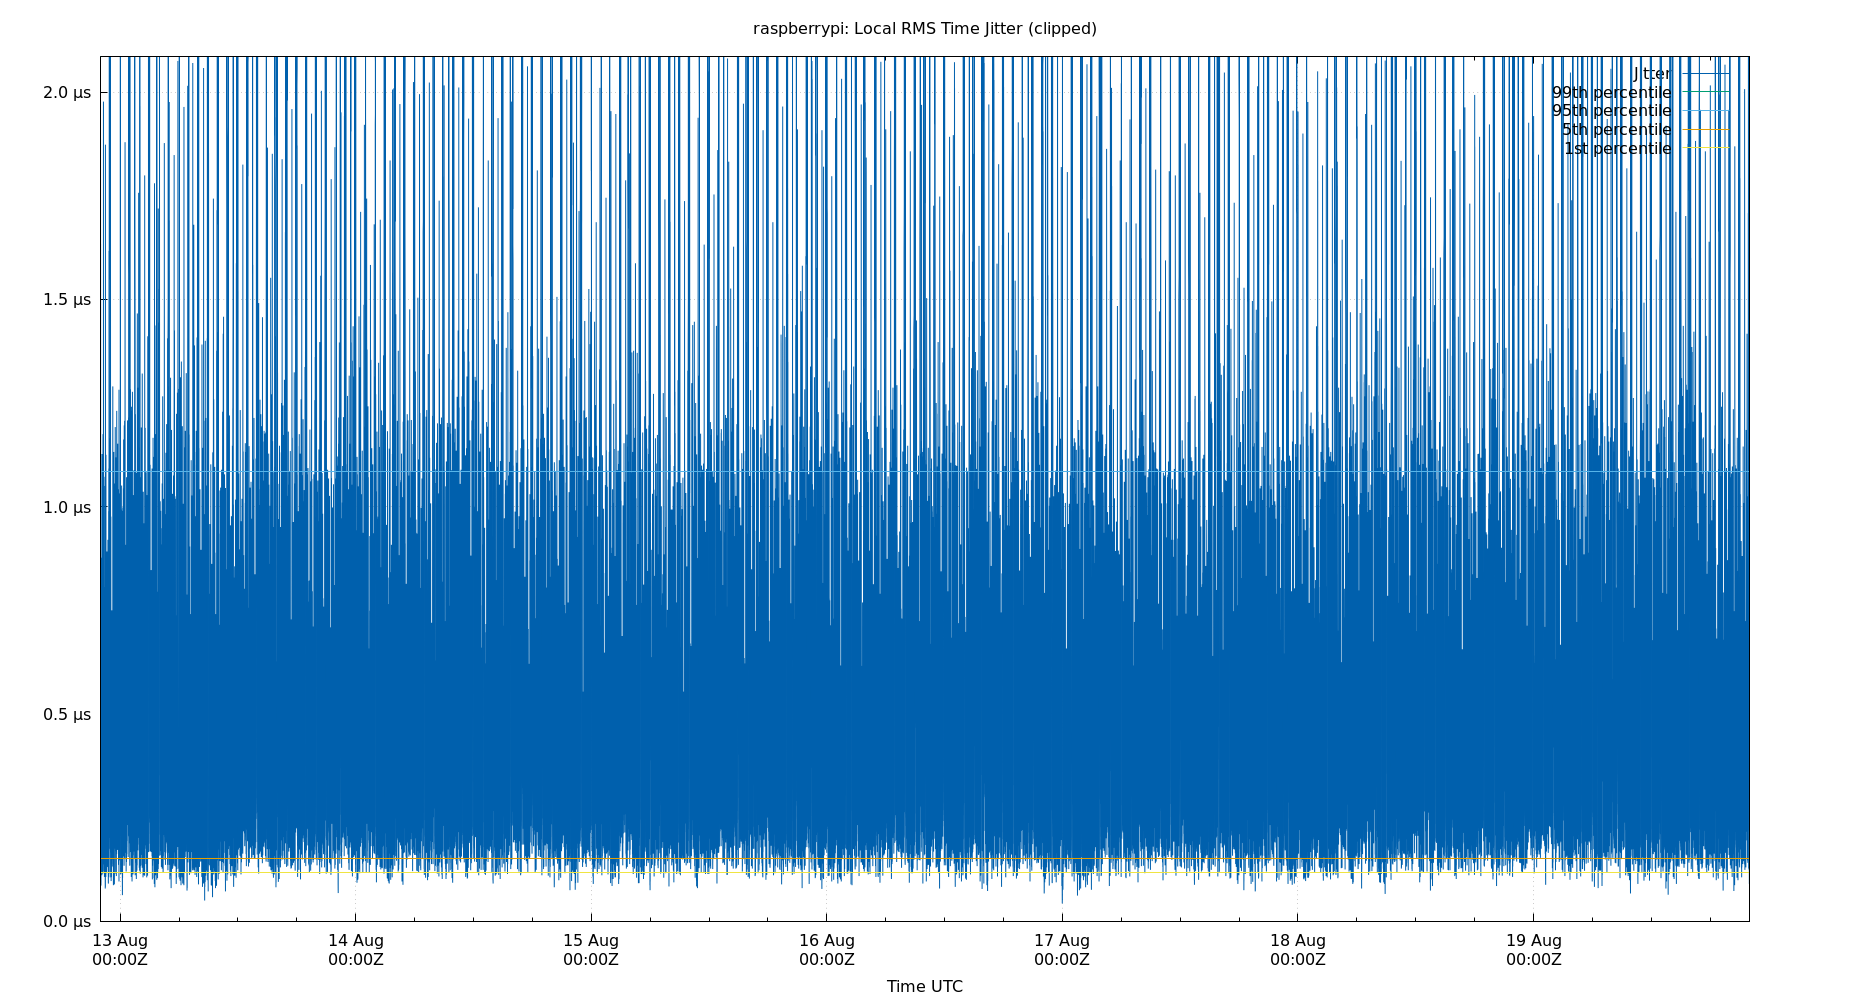 raspberrypi: Local RMS Time Jitter (clipped)
2.0 µs
1.5 µs
1.0 µs
0.5 µs
0.0 µs
Jitter
99th percentile
95th percentile
5th percentile
1st percentile
13 Aug 14 Aug 15 Aug 16 Aug 17 Aug 18 Aug 19 Aug
00:00Z 00:00Z 00:00Z 00:00Z 00:00Z 00:00Z 00:00Z
Time UTC